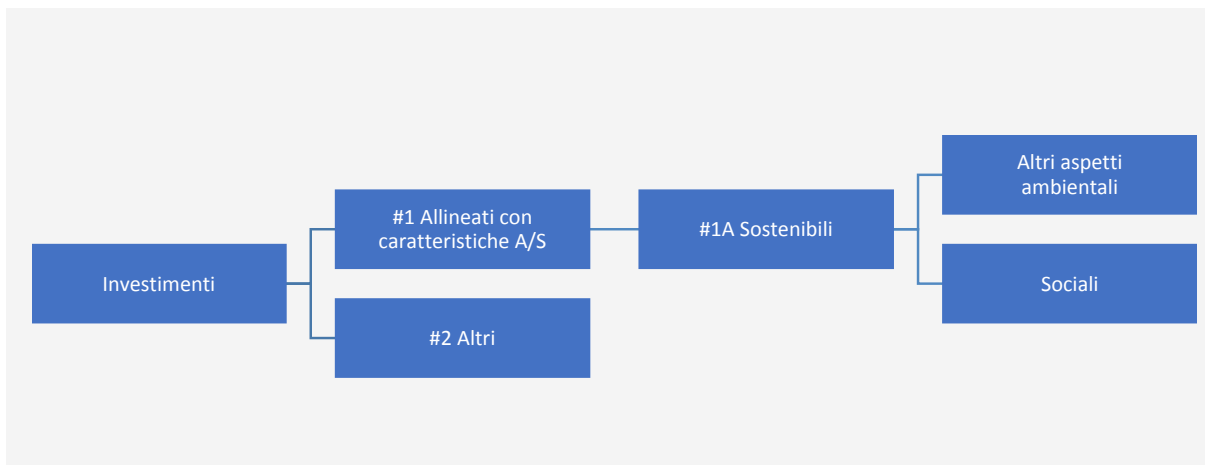 Investimenti
#1 Allineati con
caratteristiche A/S
#2 Altri
#1A Sostenibili
Altri aspetti
ambientali
Sociali